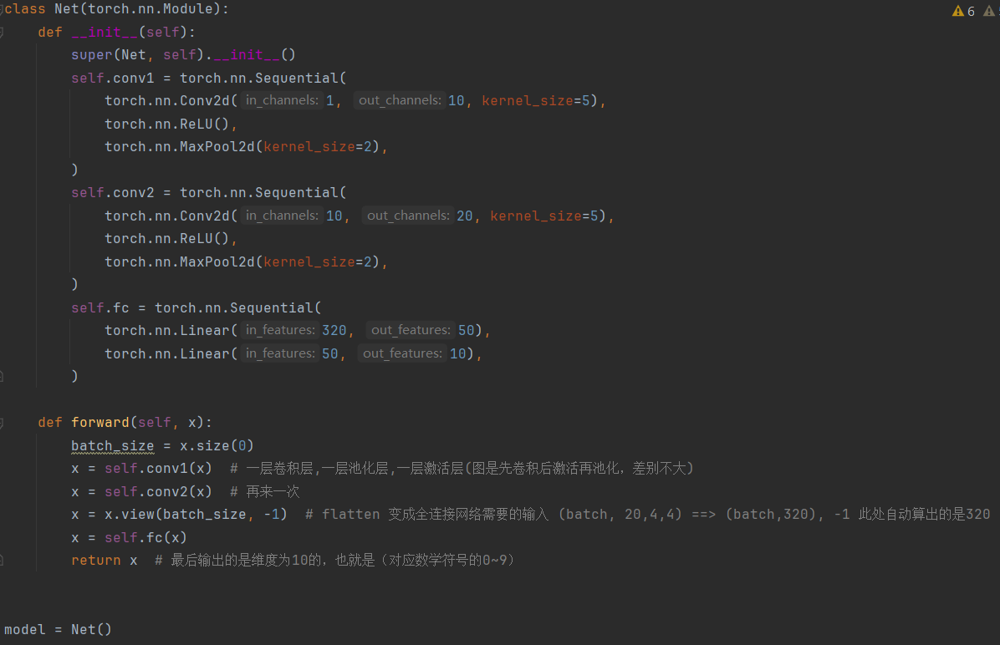 class Net(torch.nn.Module):
6
def __init__(self):
super(Net, self).__init__()
self.conv1 = torch.nn.Sequential(
torch.nn.Conv2d( in_channels: 1, out_channels: 10, kernel_size=5),
torch.nn.ReLU(),
torch.nn.MaxPool2d(kernel_size=2),
)
self.conv2 = torch.nn.Sequential(
torch.nn.Conv2d( in_channels: 10, out_channels: 20, kernel_size=5),
torch.nn.ReLU(),
torch.nn.MaxPool2d(kernel_size=2),
)
self.fc = torch.nn.Sequential(
torch.nn.Linear( in_features: 320, out_features: 50),
torch.nn.Linear( in_features: 50, out_features: 10),
)
def forward(self, x):
batch_size = x.size(0)
x = self.conv1(x)  # 一层卷积层,一层池化层,一层激活层(图是先卷积后激活再池化，差别不大)
x = self.conv2(x)  # 再来一次
x = x.view(batch_size, -1)  # flatten 变成全连接网络需要的输入 (batch, 20,4,4) ==> (batch,320), -1 此处自动算出的是320
x = self.fc(x)
return x  # 最后输出的是维度为10的，也就是（对应数学符号的0~9）
model = Net()